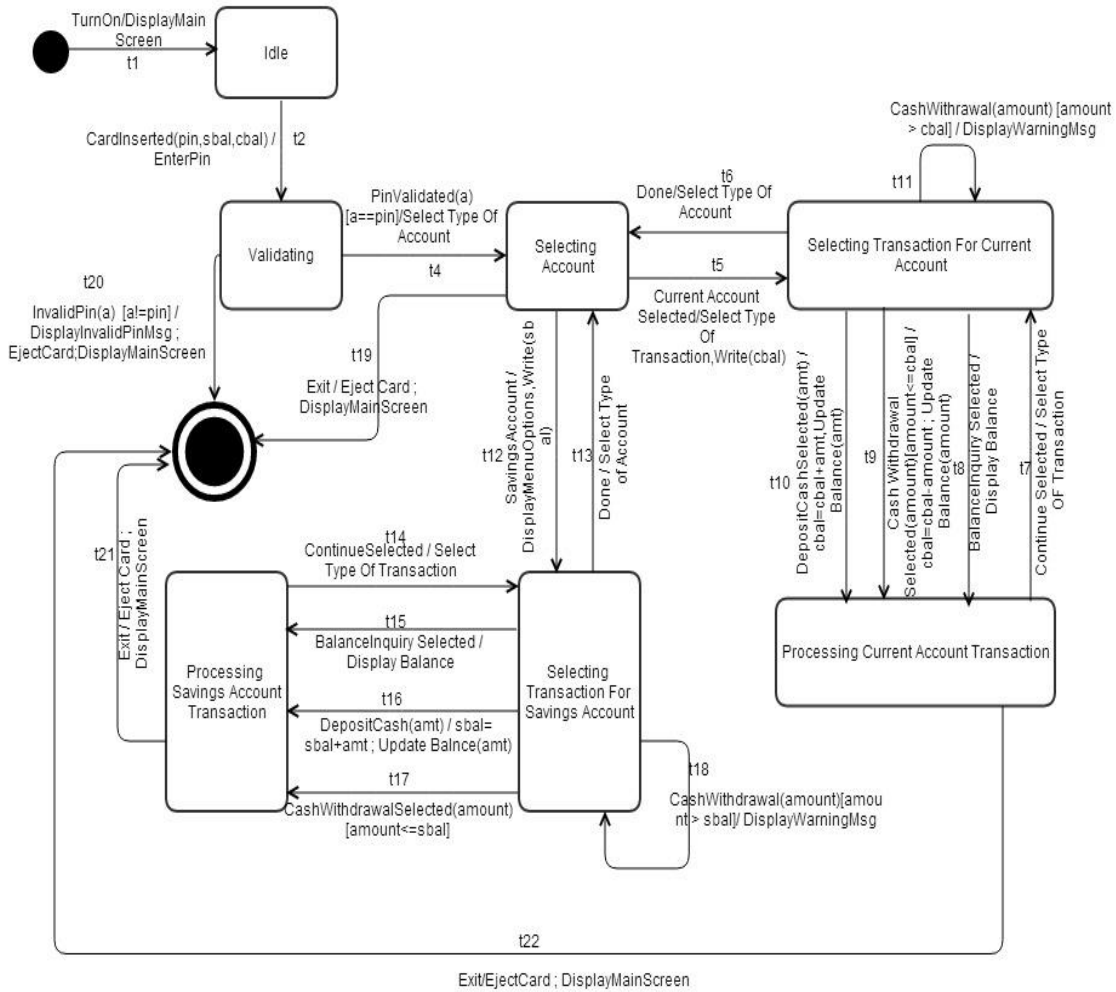 TurnOn/DisplayMain
Screen
t1
Idle
CardInserted(pin,sbal,cbal) /
EnterPin
t2
CashWithrawal(amount) [amount
> cbal] / DisplayWarningMsg
t11
PinValidated(a)
[a==pin]/Select Type Of
Account
t4
t6
Done/Select Type Of
Account
Validating
Selecting
Account
Selecting Transaction For Current
Account
t5
Current Account
Selected/Select Type
Of
Transaction,Write(cbal)
t20
InvalidPin(a) [a!=pin] /
DisplayInvalidPinMsg ;
EjectCard;DisplayMainScreen
t19
Exit / Eject Card ;
DisplayMainScreen
t12
SavingsAccount /
DisplayMenuOptions,Write(sb
al)
t13
Done / Select Type
of Account
t10
DepositCashSelected(amt) /
cbal=cbal+amt,Update
Balance(amt)
t9
Cash Withdrawal
Selected(amount)[amount<=cbal] /
cbal=cbal-amount ; Update
Balance(amount)
t8
BalanceInquiry Selected /
Display Balance
t7
Continue Selected / Select Type
OF Transaction
t21
Exit / Eject Card ;
DisplayMainScreen
t14
ContinueSelected / Select
Type Of Transaction
t15
BalanceInquiry Selected /
Display Balance
t16
DepositCash(amt) / sbal=
sbal+amt ; Update Balnce(amt)
t17
CashWithdrawalSelected(amount)
[amount<=sbal]
Processing
Savings Account
Transaction
Selecting
Transaction For
Savings Account
Processing Current Account Transaction
t18
CashWithdrawal(amount)[amou
nt > sbal]/ DisplayWarningMsg
t22
Exit/EjectCard ; DisplayMainScreen